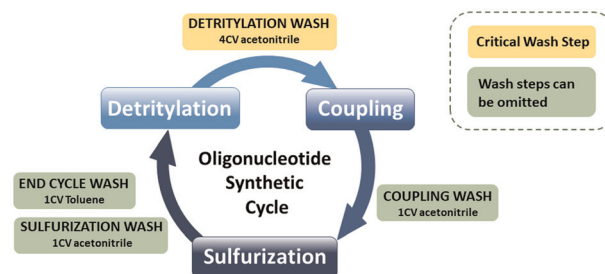 DETRITYLATION WASH
4CV acetonitrile
Critical Wash Step
Wash steps can
be omitted
Detritylation
Coupling
Oligonucleotide
Synthetic
Cycle
END CYCLE WASH
1CV Toluene
SULFURIZATION WASH
1CV acetonitrile
COUPLING WASH
1CV acetonitrile
Sulfurization